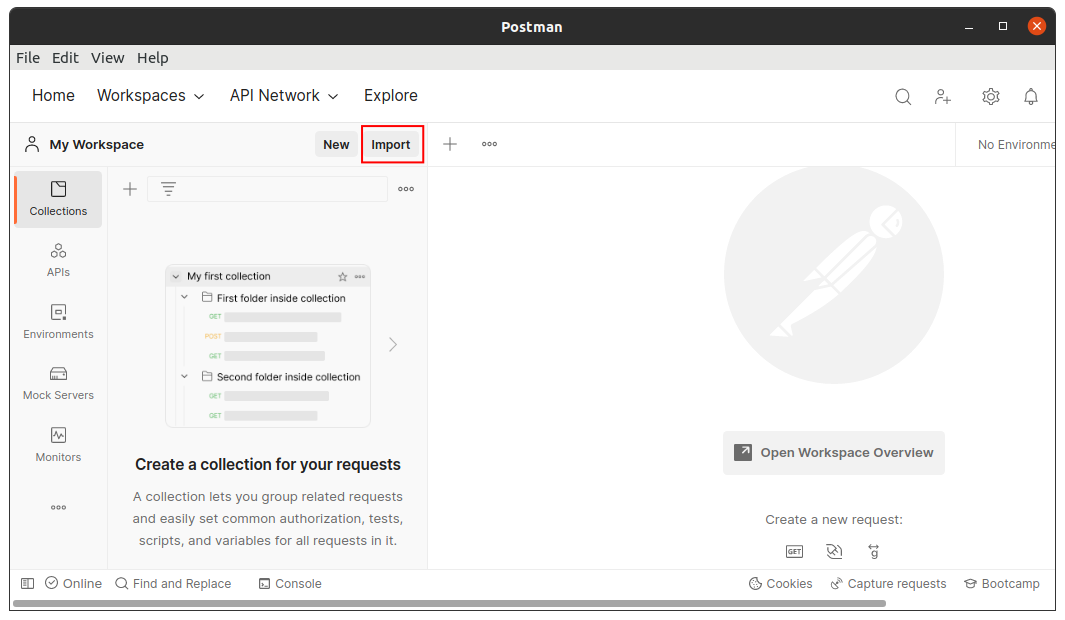 Postman
File Edit View Help
Home Workspaces API Network Explore
My Workspace New Import No Environme
Collections
APIs
Environments
Mock Servers
Monitors
My first collection
First folder inside collection
GET
POST
GET
Second folder inside collection
GET
GET
Create a collection for your requests
A collection lets you group related requests
and easily set common authorization, tests,
scripts, and variables for all requests in it.
Open Workspace Overview
Create a new request:
GET
g
Online Find and Replace Console Cookies Capture requests Bootcamp